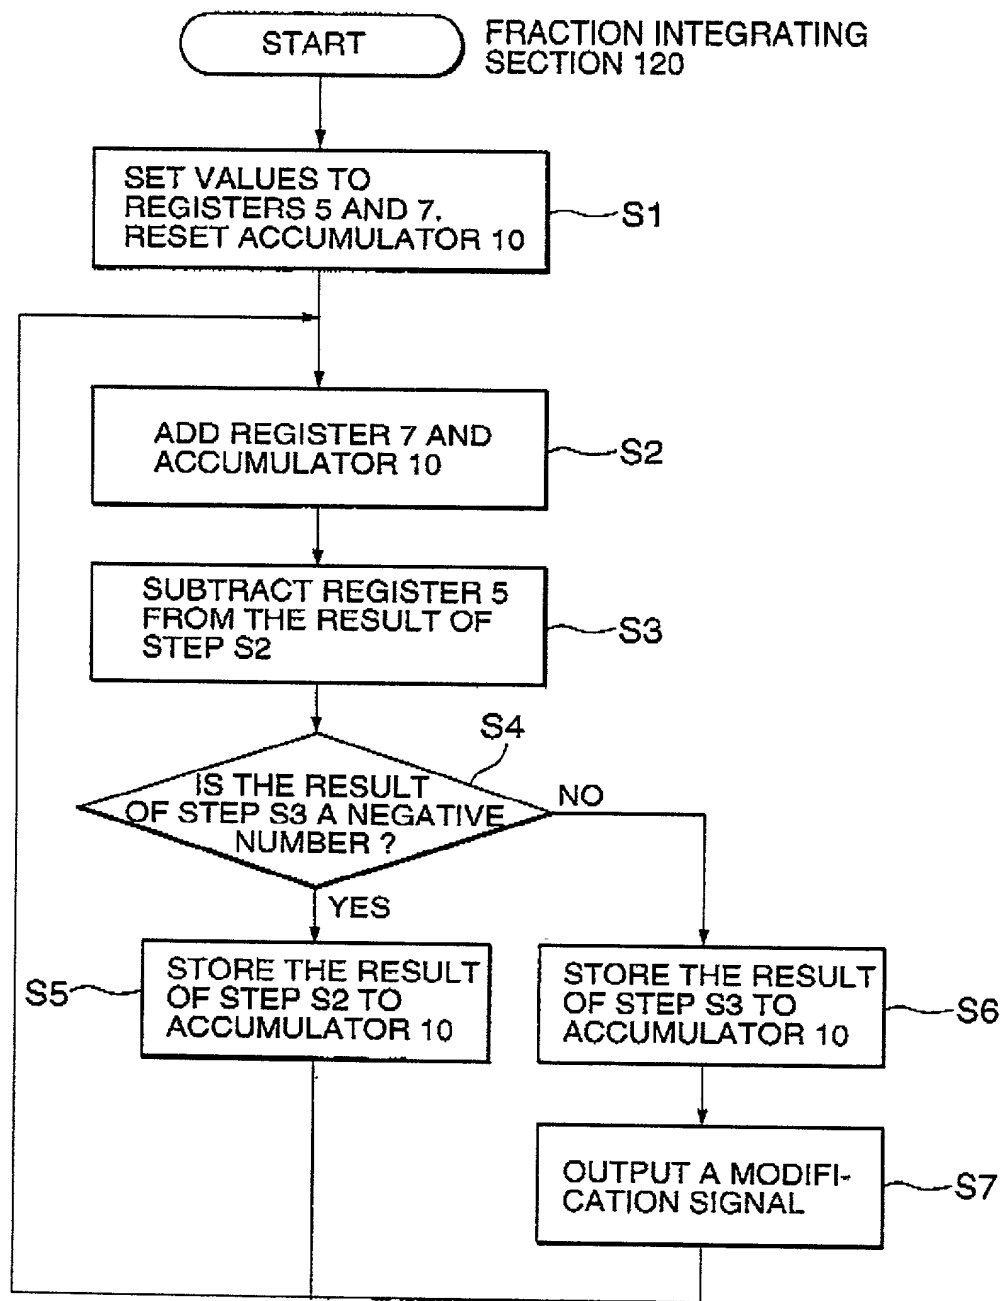 START
FRACTION INTEGRATING
SECTION 120
SET VALUES TO
REGISTERS 5 AND 7.
RESET ACCUMULATOR 10
S1
ADD REGISTER 7 AND
ACCUMULATOR 10
S2
SUBTRACT REGISTER 5
FROM THE RESULT OF
STEP S2
S3
S4
IS THE RESULT
OF STEP S3 A NEGATIVE
NUMBER ?
NO
YES
S5
STORE THE RESULT
OF STEP S2 TO
ACCUMULATOR 10
STORE THE RESULT
OF STEP S3 TO
ACCUMULATOR 10
S6
OUTPUT A MODIFI-
CATION SIGNAL
S7